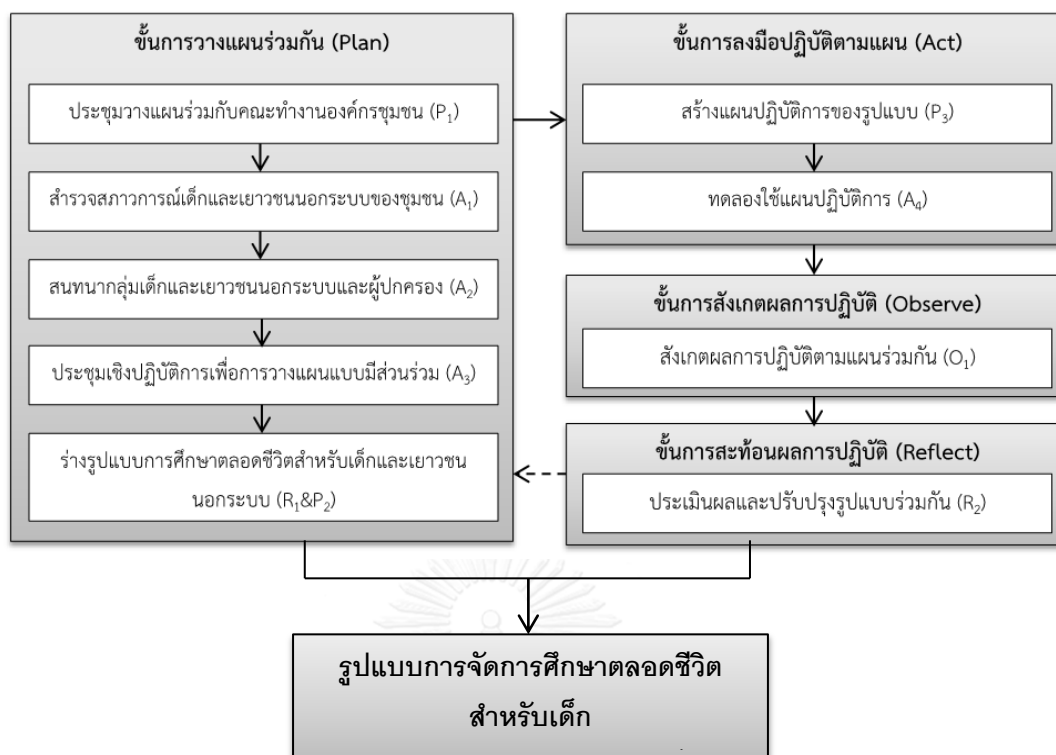 ขั้นการวางแผนร่วมกัน (Plan)
ประชุมวางแผนร่วมกับคณะทำงานองค์กรชุมชน (P₁)
สำรวจสภาวการณ์เด็กและเยาวชนนอกระบบของชุมชน (A₁)
สนทนากลุ่มเด็กและเยาวชนนอกระบบและผู้ปกครอง (A₂)
ประชุมเชิงปฏิบัติการเพื่อการวางแผนแบบมีส่วนร่วม (A₃)
ร่างรูปแบบการศึกษาตลอดชีวิตสำหรับเด็กและเยาวชน
นอกระบบ (R₁&P₂)
ขั้นการลงมือปฏิบัติตามแผน (Act)
สร้างแผนปฏิบัติการของรูปแบบ (P₃)
ทดลองใช้แผนปฏิบัติการ (A₄)
ขั้นการสังเกตผลการปฏิบัติ (Observe)
สังเกตผลการปฏิบัติตามแผนร่วมกัน (O₁)
ขั้นการสะท้อนผลการปฏิบัติ (Reflect)
ประเมินผลและปรับปรุงรูปแบบร่วมกัน (R₂)
รูปแบบการจัดการศึกษาตลอดชีวิต
สำหรับเด็ก